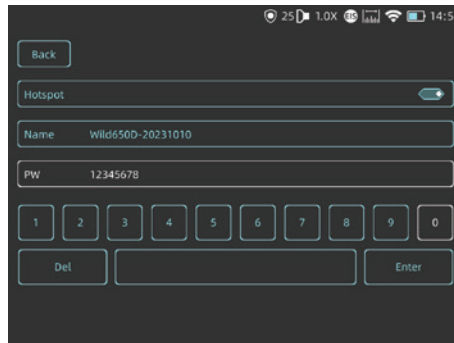 25 1.0X EIS 14:5
Back
Hotspot
Name Wild650D-20231010
PW 12345678
1 2 3 4 5 6 7 8 9 0
Del Enter